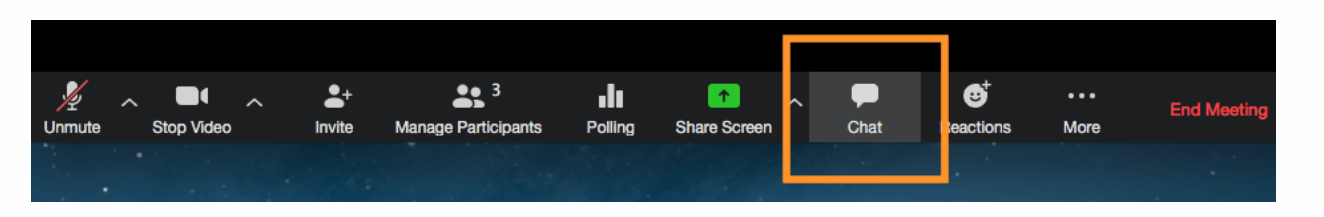 3
Unmute
Stop Video
Invite
Manage Participants
Polling
Share Screen
Chat
Reactions
More
End Meeting